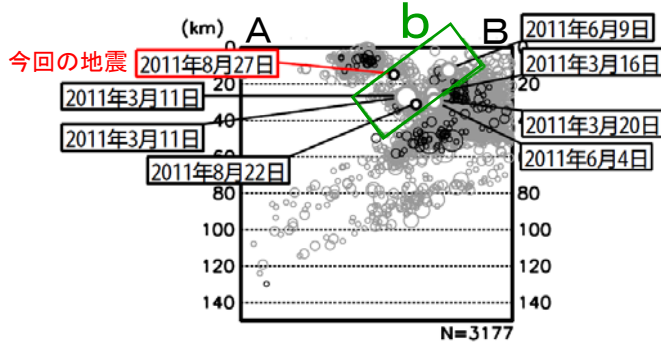 (km) A b B
2011年6月9日
今回の地震 2011年8月27日
2011年3月16日
2011年3月11日
2011年3月11日
2011年3月20日
2011年8月22日
2011年6月4日
0 0
20 20
40 40
60 60
80 80
100 100
120 120
140 140
N=3177